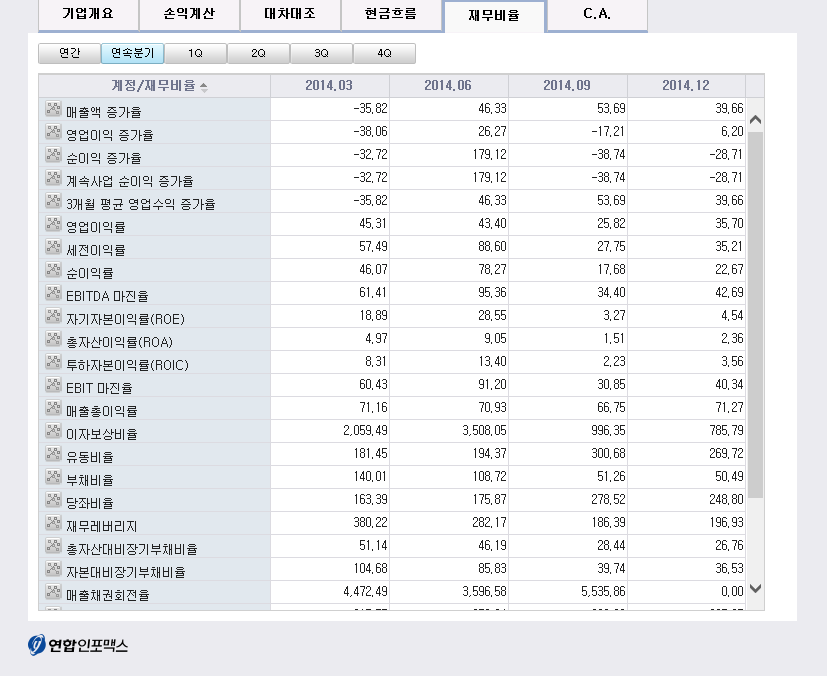 기업개요 손익계산 대차대조 현금흐름 재무비율 C.A.
연간 연속분기 1Q 2Q 3Q 4Q
계정/재무비율 2014.03 2014.06 2014.09 2014.12
매출액 증가율 -35,82 46,33 53,69 39,66
영업이익 증가율 -38,06 26,27 -17,21 6,20
순이익 증가율 -32,72 179,12 -38,74 -28,71
계속사업 순이익 증가율 -32,72 179,12 -38,74 -28,71
3개월 평균 영업수익 증가율 -35,82 46,33 53,69 39,66
영업이익률 45,31 43,40 25,82 35,70
세전이익률 57,49 88,60 27,75 35,21
순이익률 46,07 78,27 17,68 22,67
EBITDA 마진율 61,41 95,36 34,40 42,69
자기자본이익률(ROE) 18,89 28,55 3,27 4,54
총자산이익률(ROA) 4,97 9,05 1,51 2,36
투하자본이익률(ROIC) 8,31 13,40 2,23 3,56
EBIT 마진율 60,43 91,20 30,85 40,34
매출총이익률 71,16 70,93 66,75 71,27
이자보상비율 2,059,49 3,508,05 996,35 785,79
유동비율 181,45 194,37 300,68 269,72
부채비율 140,01 108,72 51,26 50,49
당좌비율 163,39 175,87 278,52 248,80
재무레버리지 380,22 282,17 186,39 196,93
총자산대비장기부채비율 51,14 46,19 28,44 26,76
자본대비장기부채비율 104,68 85,83 39,74 36,53
매출채권회전율 4,472,49 3,596,58 5,535,86 0,00
연합인포맥스